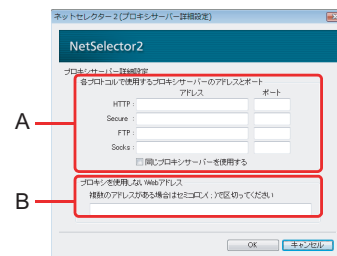 ネットセレクター2(プロキシサーバー詳細設定)
NetSelector2
プロキシサーバー詳細設定
各プロトコルで使用するプロキシサーバーのアドレスとポート
アドレス ポート
A
HTTP :
Secure :
FTP :
Socks :
同じプロキシサーバーを使用する
プロキシを使用しないWebアドレス
B
複数のアドレスがある場合はセミコロン( ; )で区切ってください
OK キャンセル